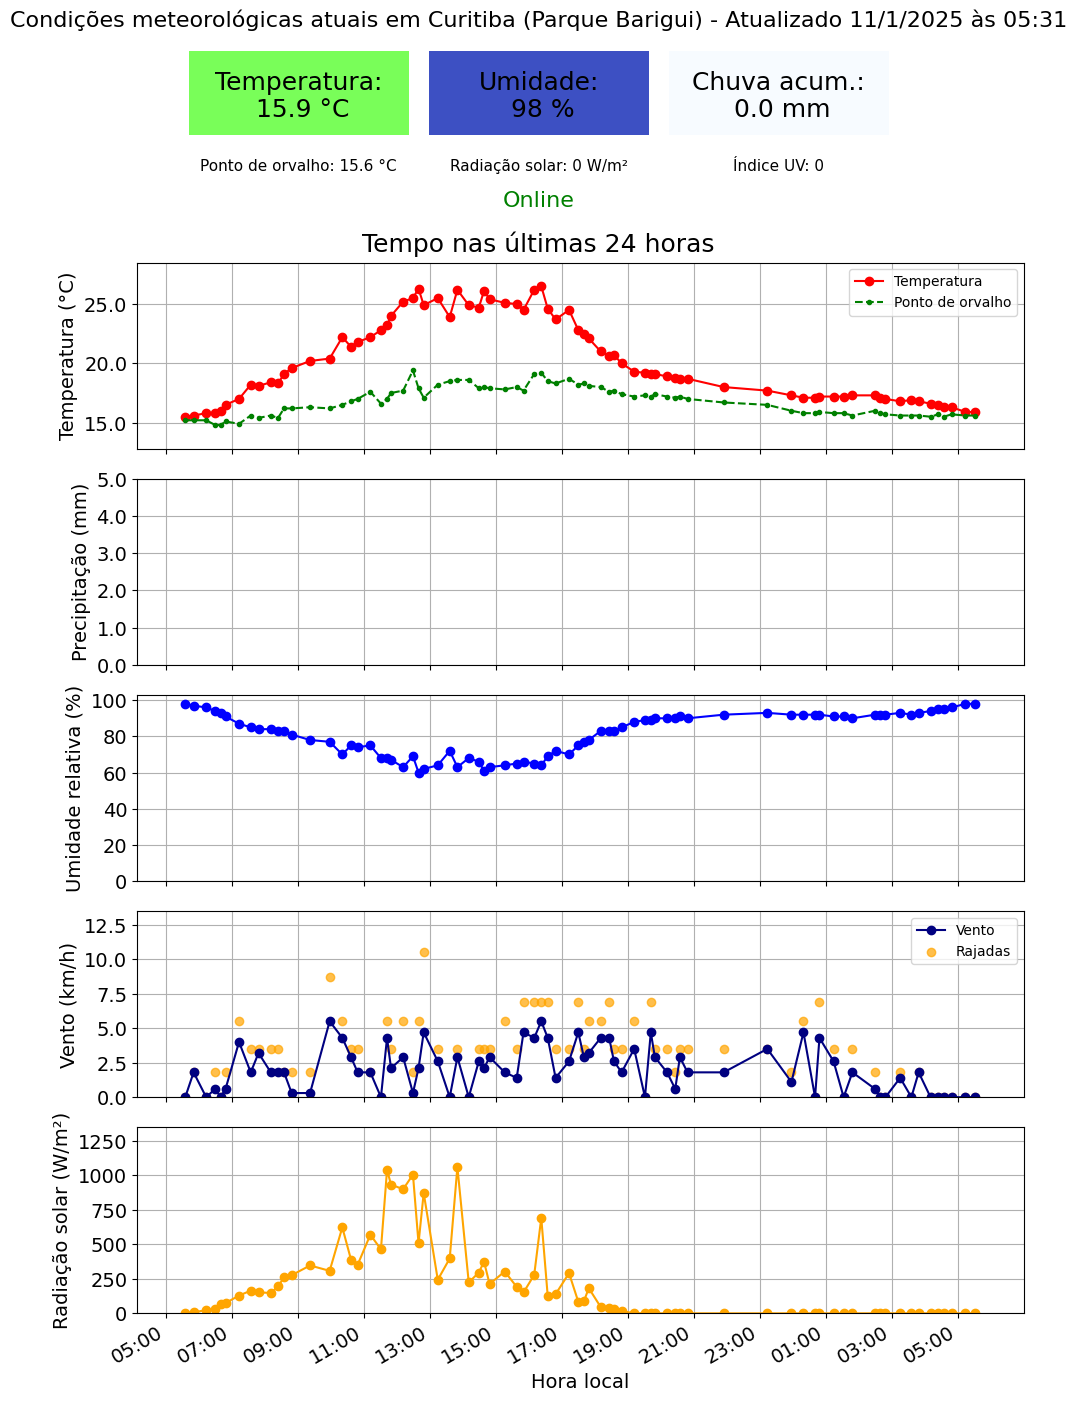 Condições meteorológicas atuais em Curitiba (Parque Barigui) - Atualizado 11/1/2025 às 05:31
Temperatura:
15.9 °C
Umidade:
98 %
Chuva acum.:
0.0 mm
Ponto de orvalho: 15.6 °C
Radiação solar: 0 W/m²
Índice UV: 0
Online
Tempo nas últimas 24 horas
Temperatura (°C)
25.0
20.0
15.0
Temperatura
Ponto de orvalho
Precipitação (mm)
5.0
4.0
3.0
2.0
1.0
0.0
Umidade relativa (%)
100
80
60
40
20
0
Vento (km/h)
12.5
10.0
7.5
5.0
2.5
0.0
Vento
Rajadas
Radiação solar (W/m²)
1250
1000
750
500
250
0
05:00
07:00
09:00
11:00
13:00
15:00
17:00
19:00
21:00
23:00
01:00
03:00
05:00
Hora local